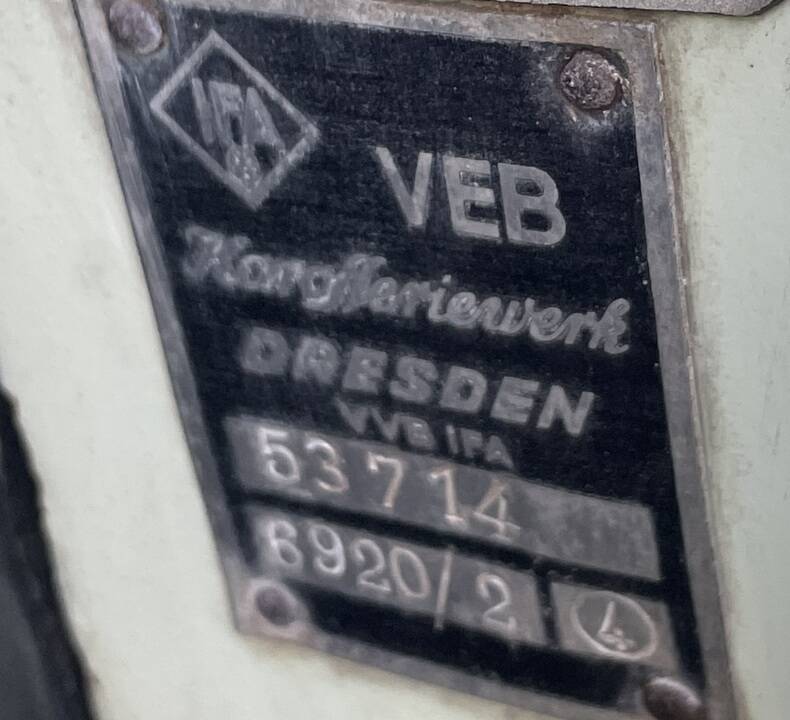 IFA
VEB
Karosseriewerk
DRESDEN
VVB IFA
53714
6920/2 4